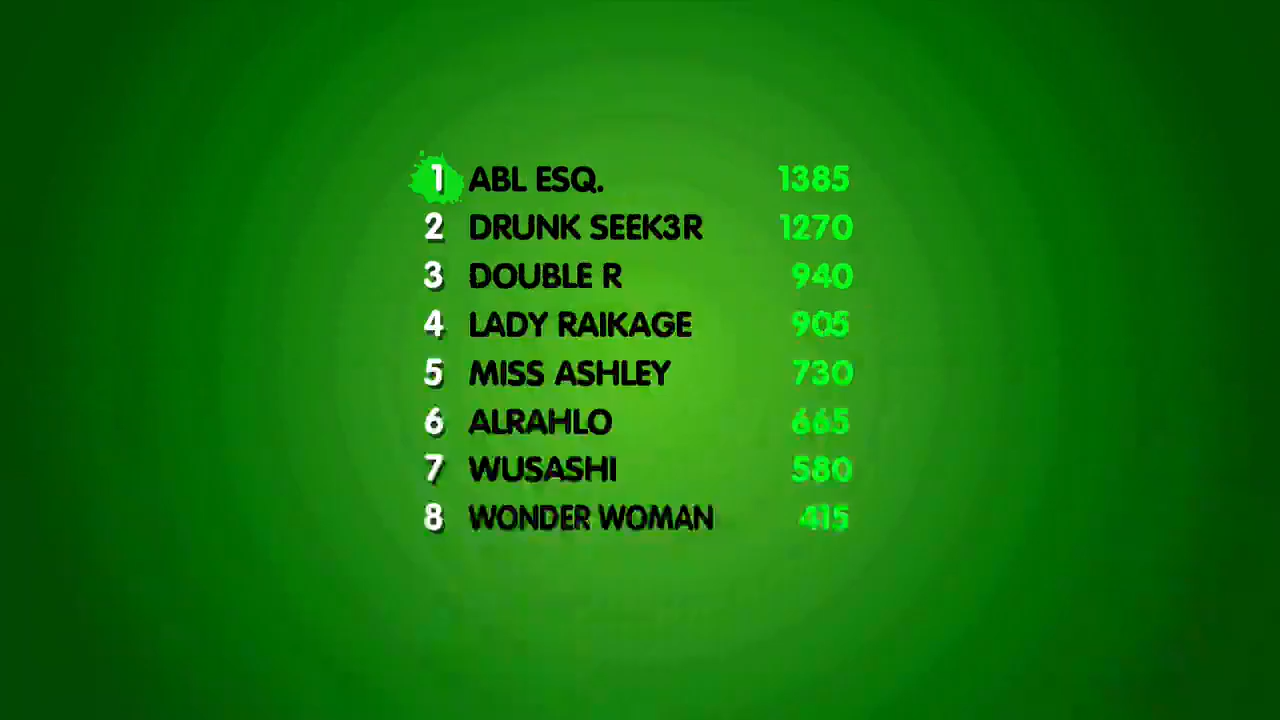 1 ABL ESQ. 1385
2 DRUNK SEEK3R 1270
3 DOUBLE R 940
4 LADY RAIKAGE 905
5 MISS ASHLEY 730
6 ALRAHLO 665
7 WUSASHI 580
8 WONDER WOMAN 415